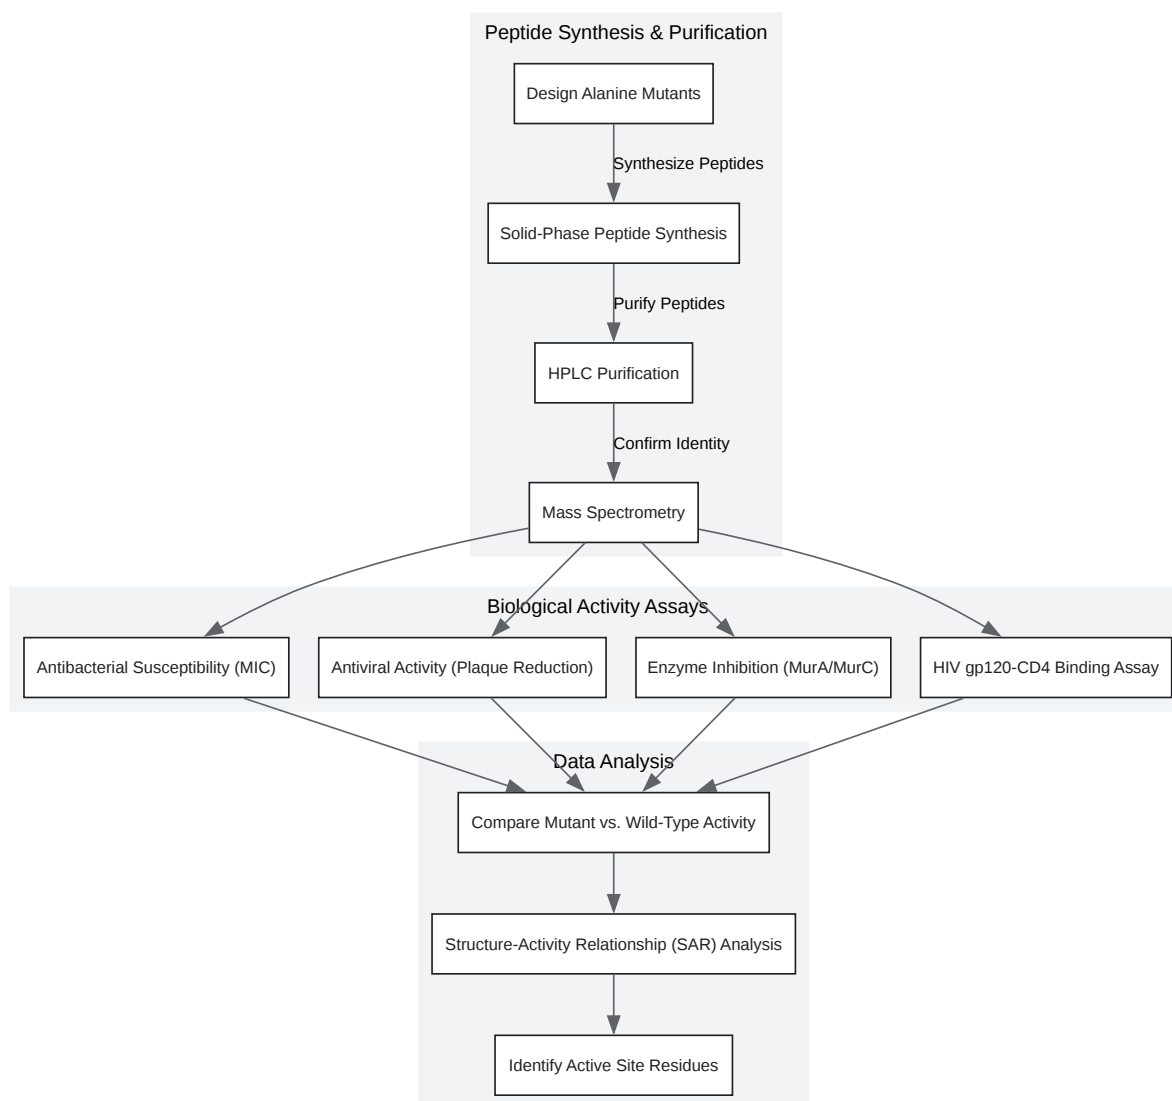 Peptide Synthesis & Purification
Design Alanine Mutants
Synthesize Peptides
Solid-Phase Peptide Synthesis
Purify Peptides
HPLC Purification
Confirm Identity
Mass Spectrometry
Biological Activity Assays
Antibacterial Susceptibility (MIC)
Antiviral Activity (Plaque Reduction)
Enzyme Inhibition (MurA/MurC)
HIV gp120-CD4 Binding Assay
Data Analysis
Compare Mutant vs. Wild-Type Activity
Structure-Activity Relationship (SAR) Analysis
Identify Active Site Residues